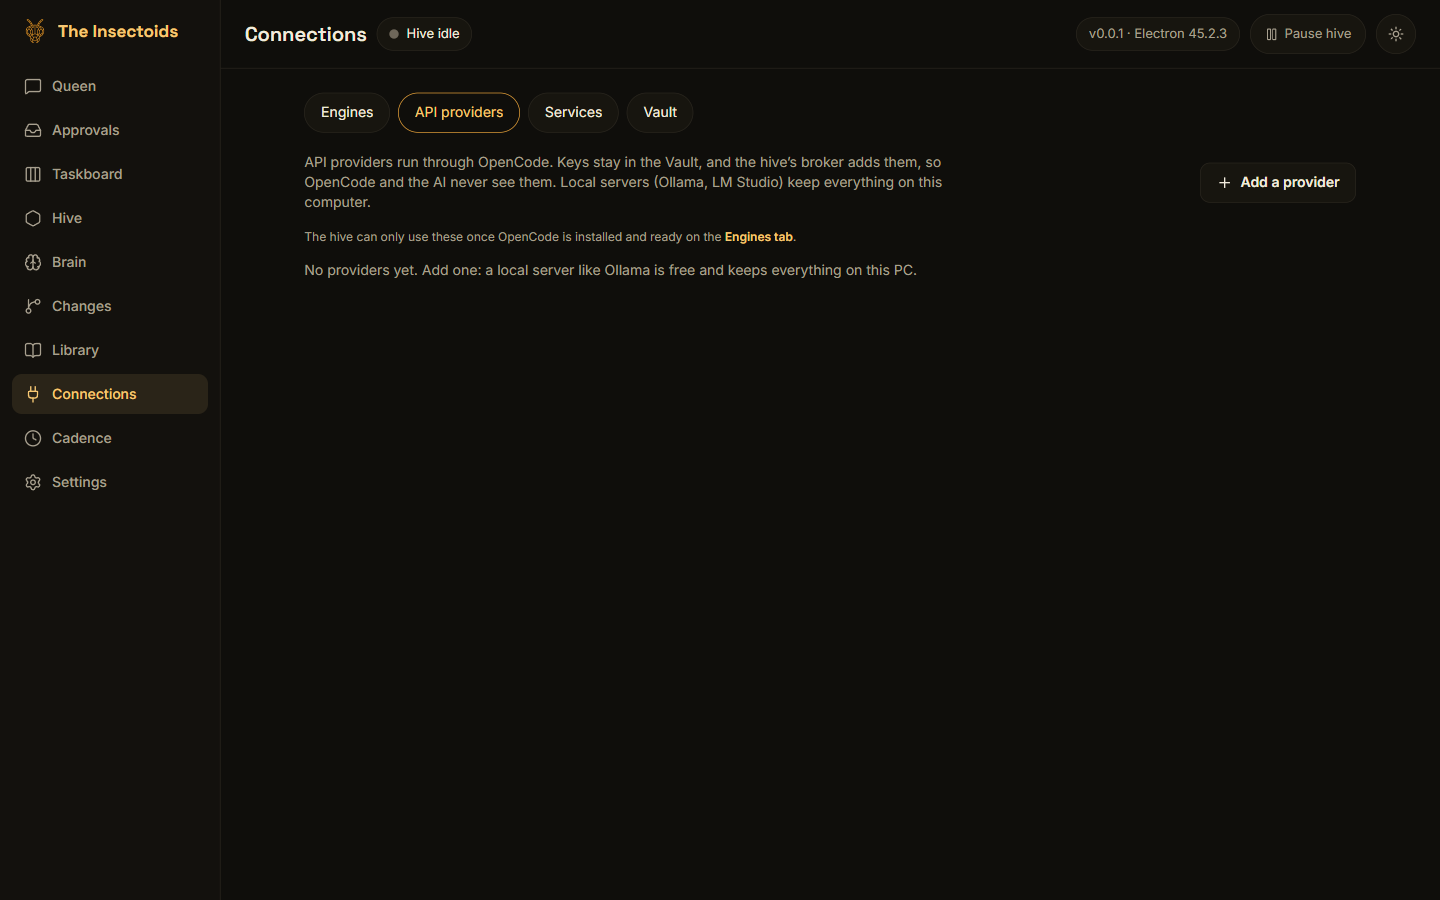 The Insectoids
Connections
Hive idle
v0.0.1 · Electron 45.2.3
Pause hive
Queen
Approvals
Taskboard
Hive
Brain
Changes
Library
Connections
Cadence
Settings
Engines
API providers
Services
Vault
API providers run through OpenCode. Keys stay in the Vault, and the hive’s broker adds them, so
OpenCode and the AI never see them. Local servers (Ollama, LM Studio) keep everything on this
computer.
Add a provider
The hive can only use these once OpenCode is installed and ready on the Engines tab.
No providers yet. Add one: a local server like Ollama is free and keeps everything on this PC.